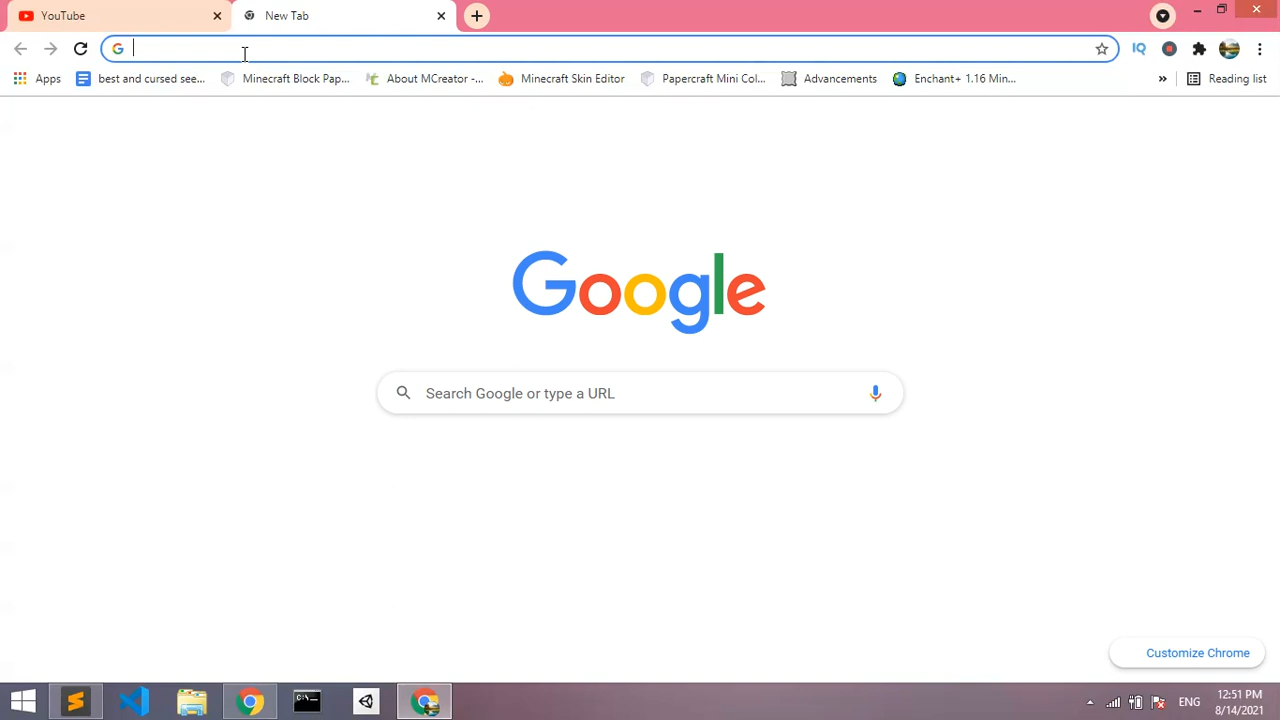 YouTube
New Tab
Apps
best and cursed see...
Minecraft Block Pap...
About MCreator -...
Minecraft Skin Editor
Papercraft Mini Col...
Advancements
Enchant+ 1.16 Min...
»
Reading list
IQ
Google
Search Google or type a URL
Customize Chrome
ENG
12:51 PM
8/14/2021